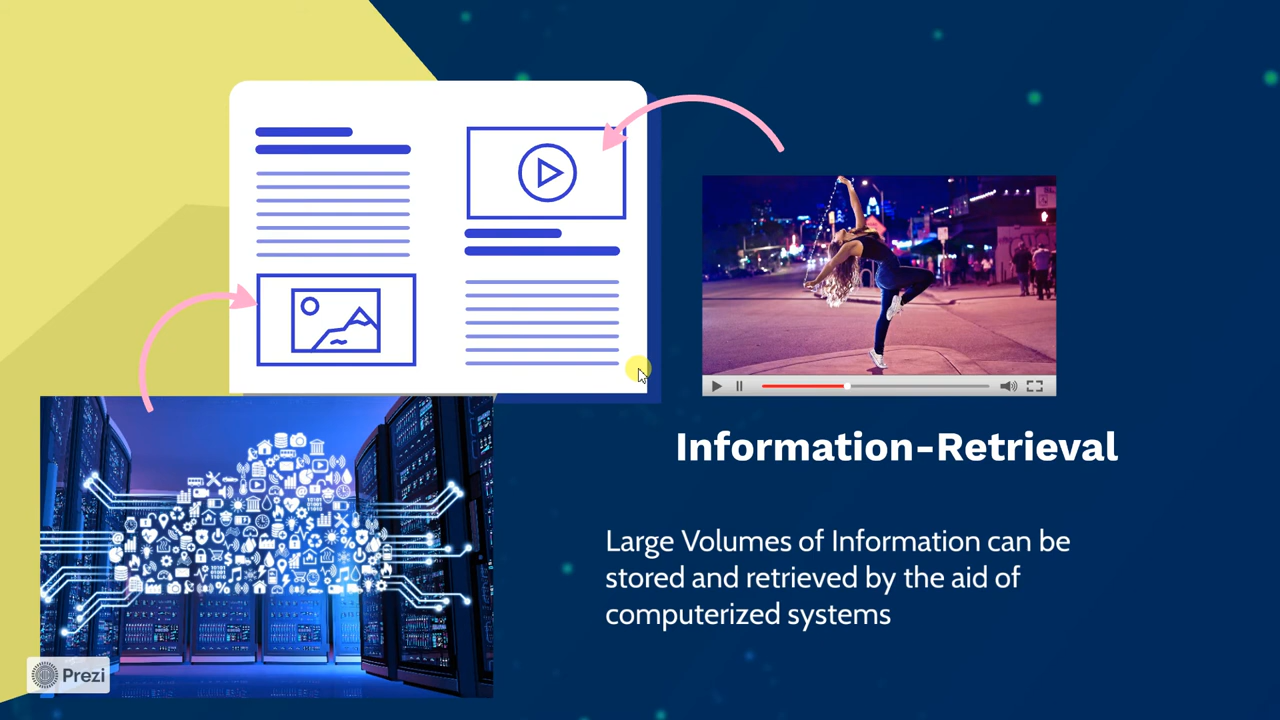 Information-Retrieval
Large Volumes of Information can be
stored and retrieved by the aid of
computerized systems
Prezi